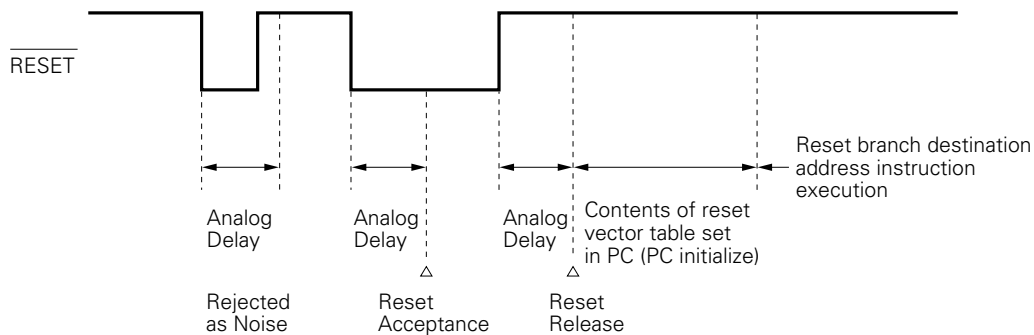 RESET
Reset branch destination
address instruction
execution
Analog
Delay
Analog
Delay
Analog
Delay
Contents of reset
vector table set
in PC (PC initialize)
Rejected
as Noise
Reset
Acceptance
Reset
Release